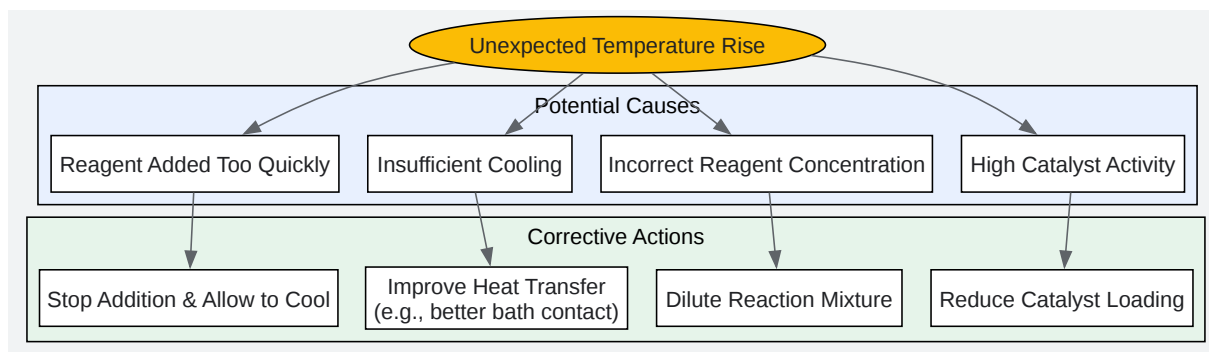 Unexpected Temperature Rise
Potential Causes
Reagent Added Too Quickly
Insufficient Cooling
Incorrect Reagent Concentration
High Catalyst Activity
Corrective Actions
Stop Addition & Allow to Cool
Improve Heat Transfer
(e.g., better bath contact)
Dilute Reaction Mixture
Reduce Catalyst Loading